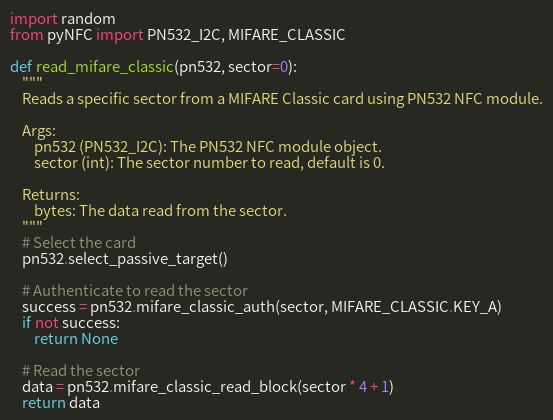 import random
from pyNFC import PN532_I2C, MIFARE_CLASSIC

def read_mifare_classic(pn532, sector=0):
    """
    Reads a specific sector from a MIFARE Classic card using PN532 NFC module.

    Args:
        pn532 (PN532_I2C): The PN532 NFC module object.
        sector (int): The sector number to read, default is 0.

    Returns:
        bytes: The data read from the sector.
    """
    # Select the card
    pn532.select_passive_target()

    # Authenticate to read the sector
    success = pn532.mifare_classic_auth(sector, MIFARE_CLASSIC.KEY_A)
    if not success:
        return None

    # Read the sector
    data = pn532.mifare_classic_read_block(sector * 4 + 1)
    return data